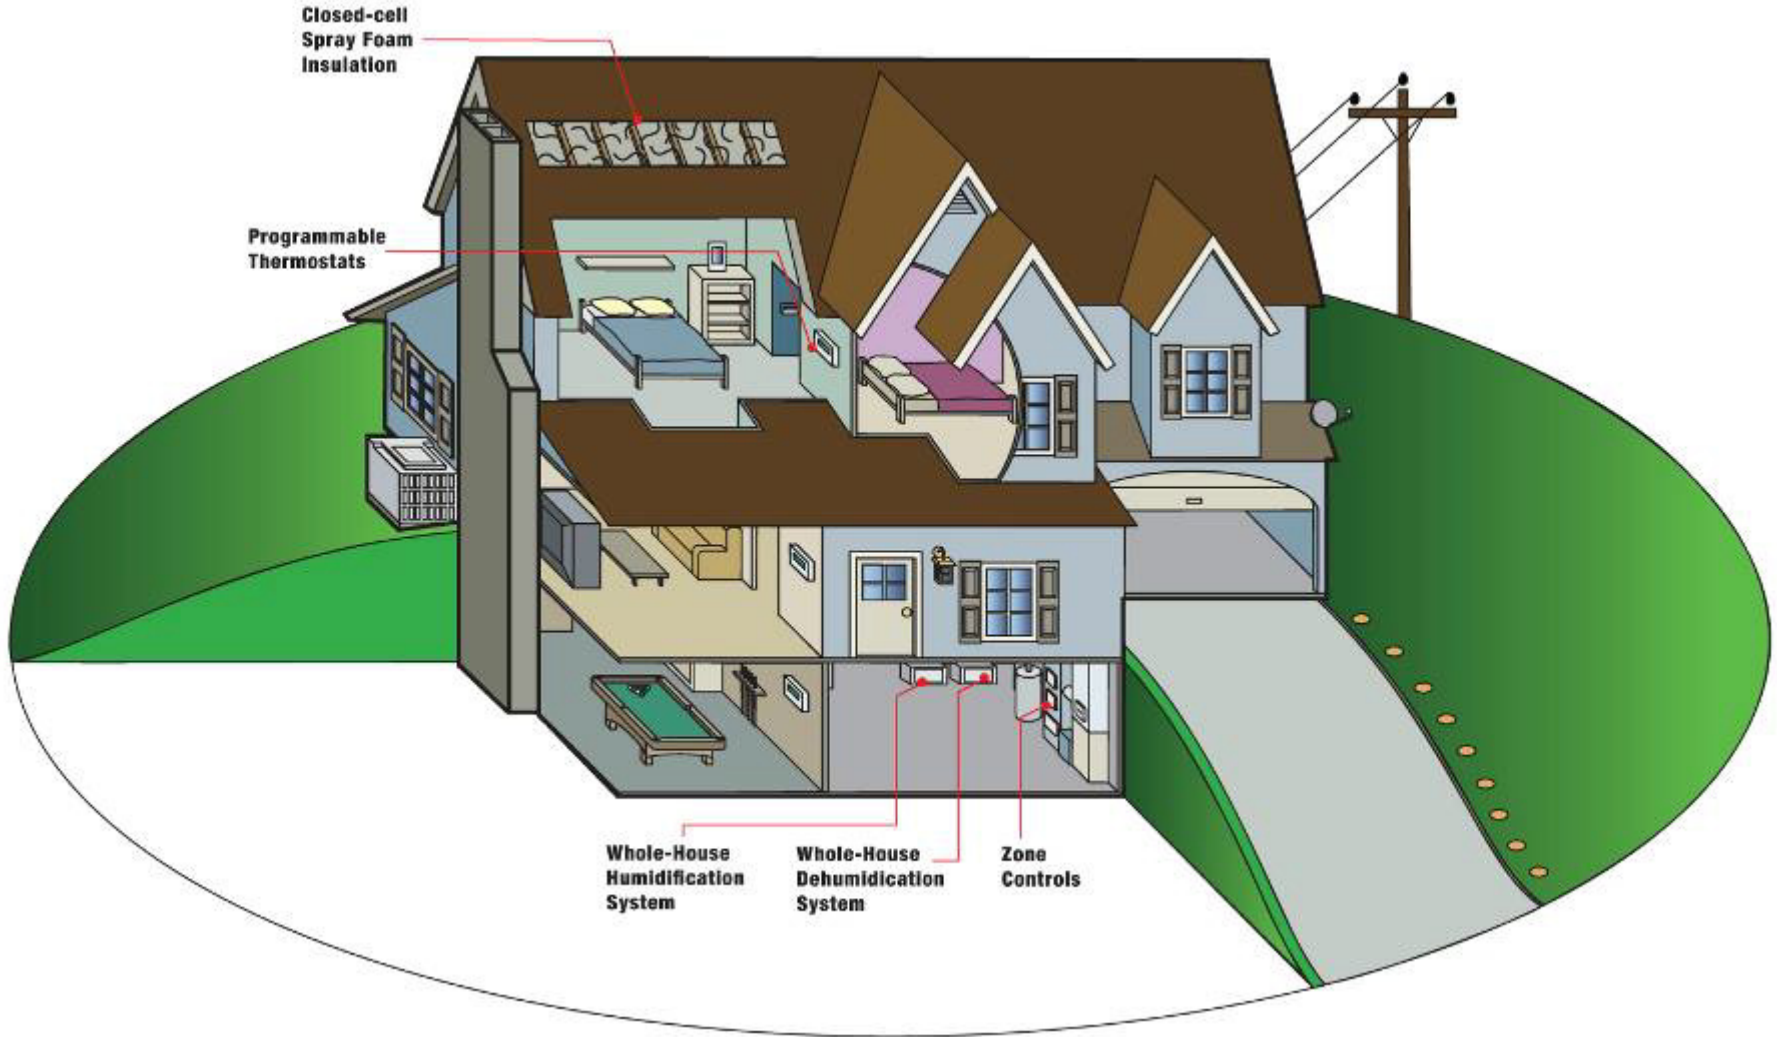 Closed-cell
Spray Foam
Insulation
Programmable
Thermostats
Whole-House
Humidification
System
Whole-House
Dehumidication
System
Zone
Controls